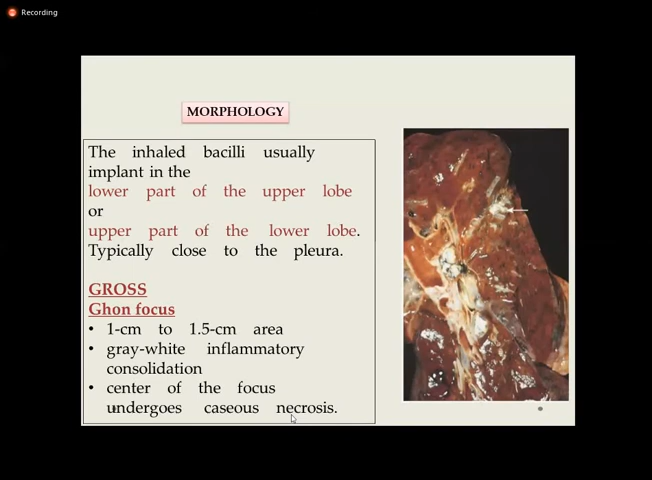 Recording
MORPHOLOGY
The inhaled bacilli usually
implant in the
lower part of the upper lobe
or
upper part of the lower lobe.
Typically close to the pleura.
GROSS
Ghon focus
• 1-cm to 1.5-cm area
• gray-white inflammatory
consolidation
• center of the focus
undergoes caseous necrosis.